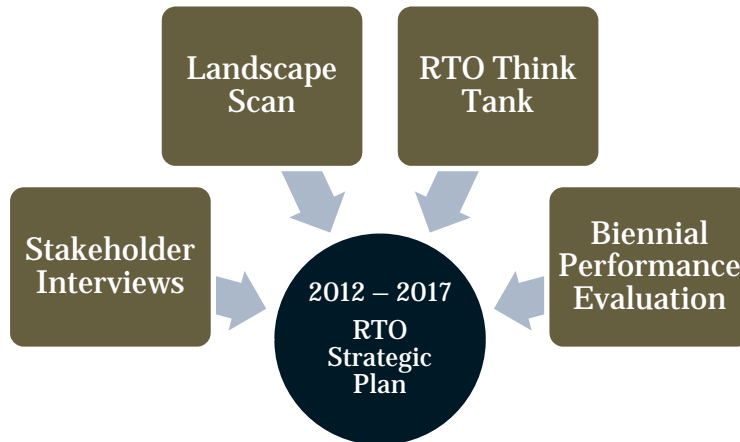 Landscape
Scan
RTO Think
Tank
Stakeholder
Interviews
Biennial
Performance
Evaluation
2012 – 2017
RTO
Strategic
Plan